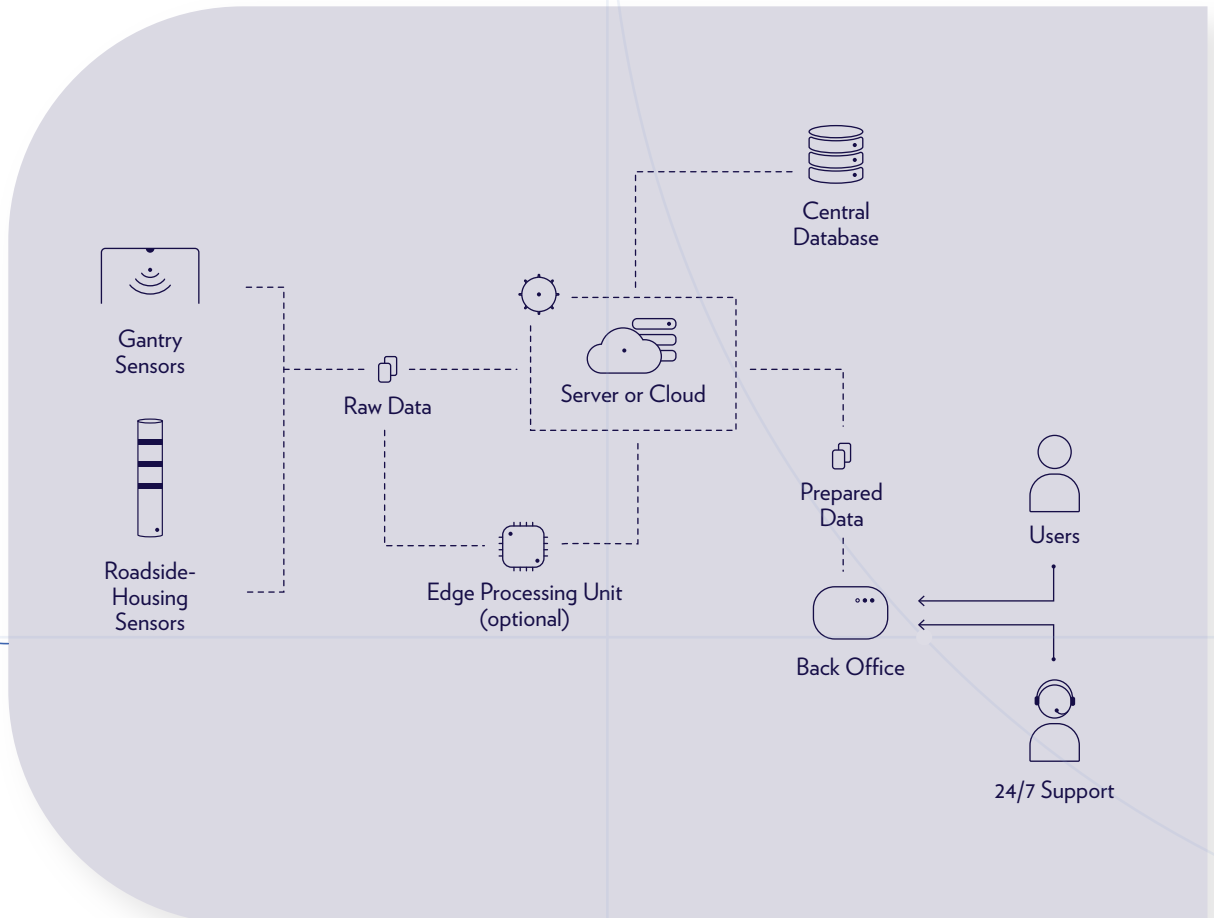 Central
Database
Gantry
Sensors
Raw Data
Server or Cloud
Prepared
Data
Users
Roadside-
Housing
Sensors
Edge Processing Unit
(optional)
Back Office
24/7 Support